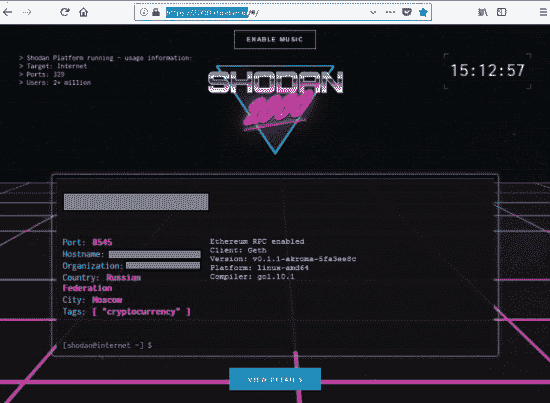 ENABLE MUSIC
> Shodan Platform running - usage information:
> Target: Internet
> Ports: 329
> Users: 2+ million
15:12:57
SHODAN
Port: 8545
Hostname:
Organization:
Country: Russian
Federation
City: Moscow
Tags: [ "cryptocurrency" ]
Ethereum RPC enabled
Client: Geth
Version: v0.1.1-akroma-5fa3ee8c
Platform: linux-amd64
Compiler: go1.10.1
[shodan@internet ~] $
VIEW DETAILS